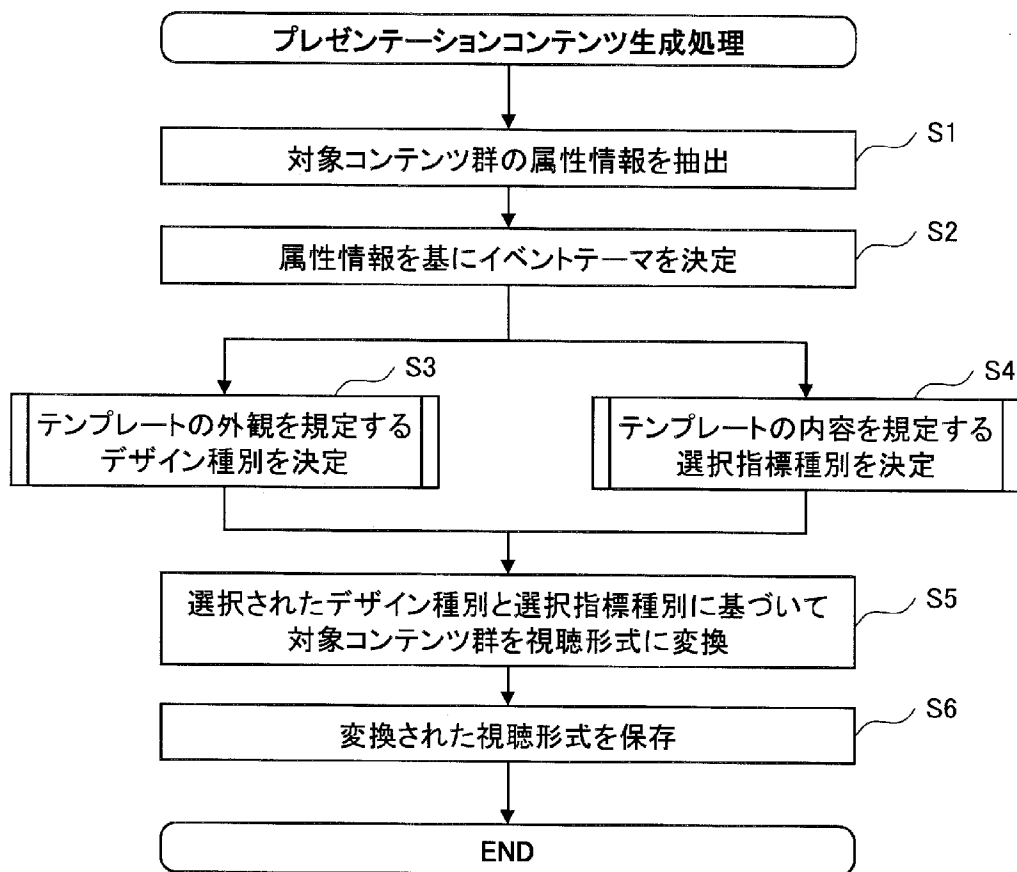 プレゼンテーションコンテンツ生成処理
S1
対象コンテンツ群の属性情報を抽出
S2
属性情報を基にイベントテーマを決定
S3
テンプレートの外観を規定する
デザイン種別を決定
S4
テンプレートの内容を規定する
選択指標種別を決定
S5
選択されたデザイン種別と選択指標種別に基づいて
対象コンテンツ群を視聴形式に変換
S6
変換された視聴形式を保存
END